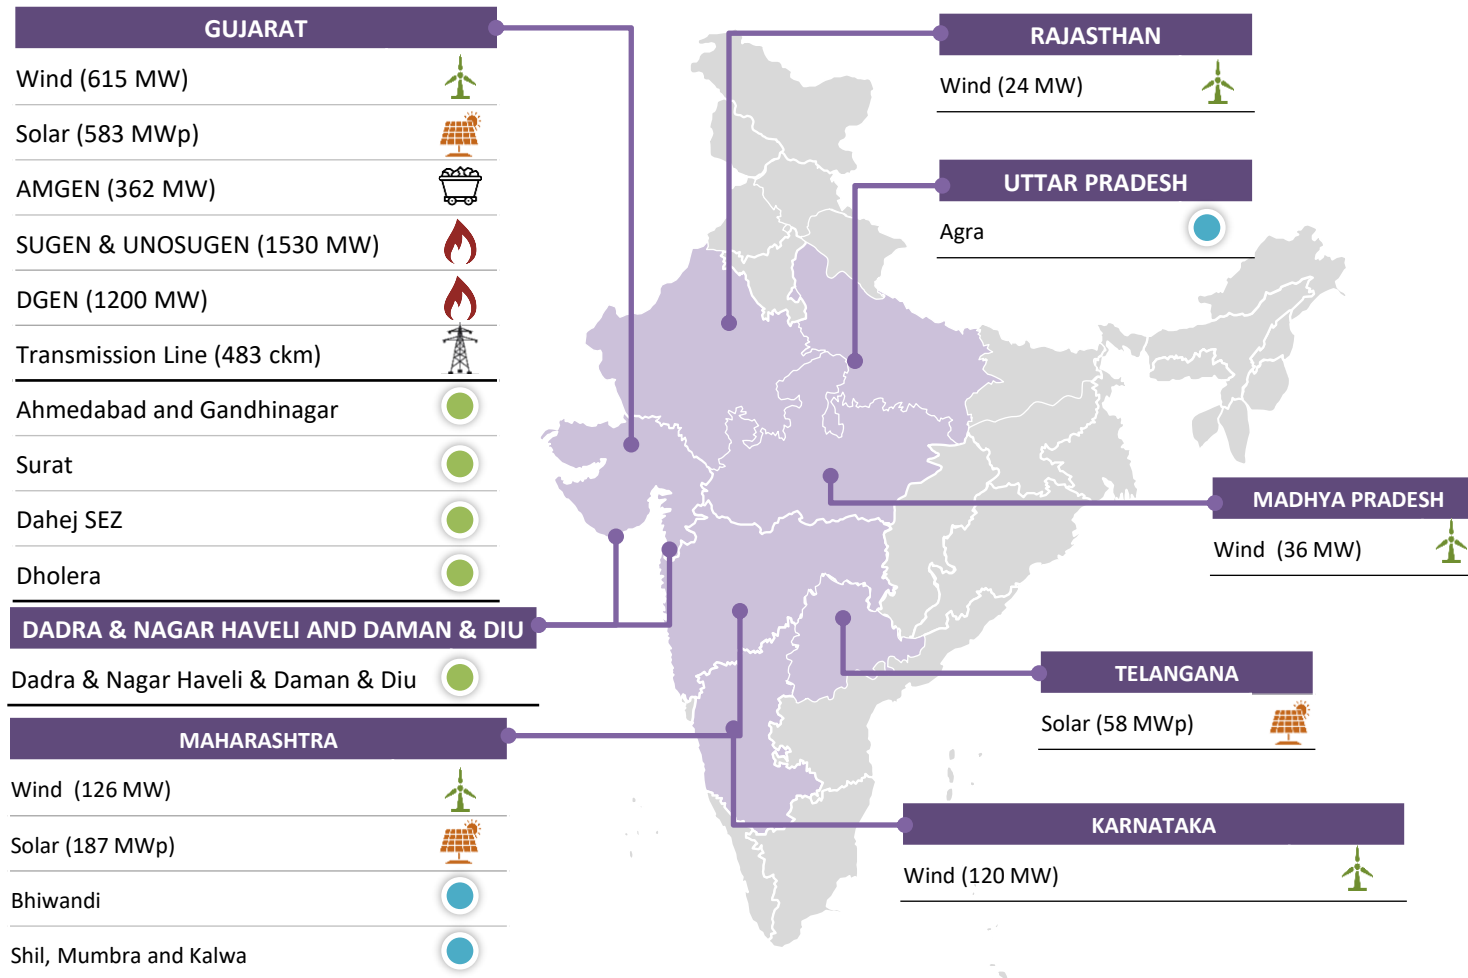 GUJARAT
Wind (615 MW)
Solar (583 MWp)
AMGEN (362 MW)
SUGEN & UNOSUGEN (1530 MW)
DGEN (1200 MW)
Transmission Line (483 ckm)
Ahmedabad and Gandhinagar
Surat
Dahej SEZ
Dholera
DADRA & NAGAR HAVELI AND DAMAN & DIU
Dadra & Nagar Haveli & Daman & Diu
MAHARASHTRA
Wind  (126 MW)
Solar (187 MWp)
Bhiwandi
Shil, Mumbra and Kalwa
RAJASTHAN
Wind (24 MW)
UTTAR PRADESH
Agra
MADHYA PRADESH
Wind  (36 MW)
TELANGANA
Solar (58 MWp)
KARNATAKA
Wind (120 MW)